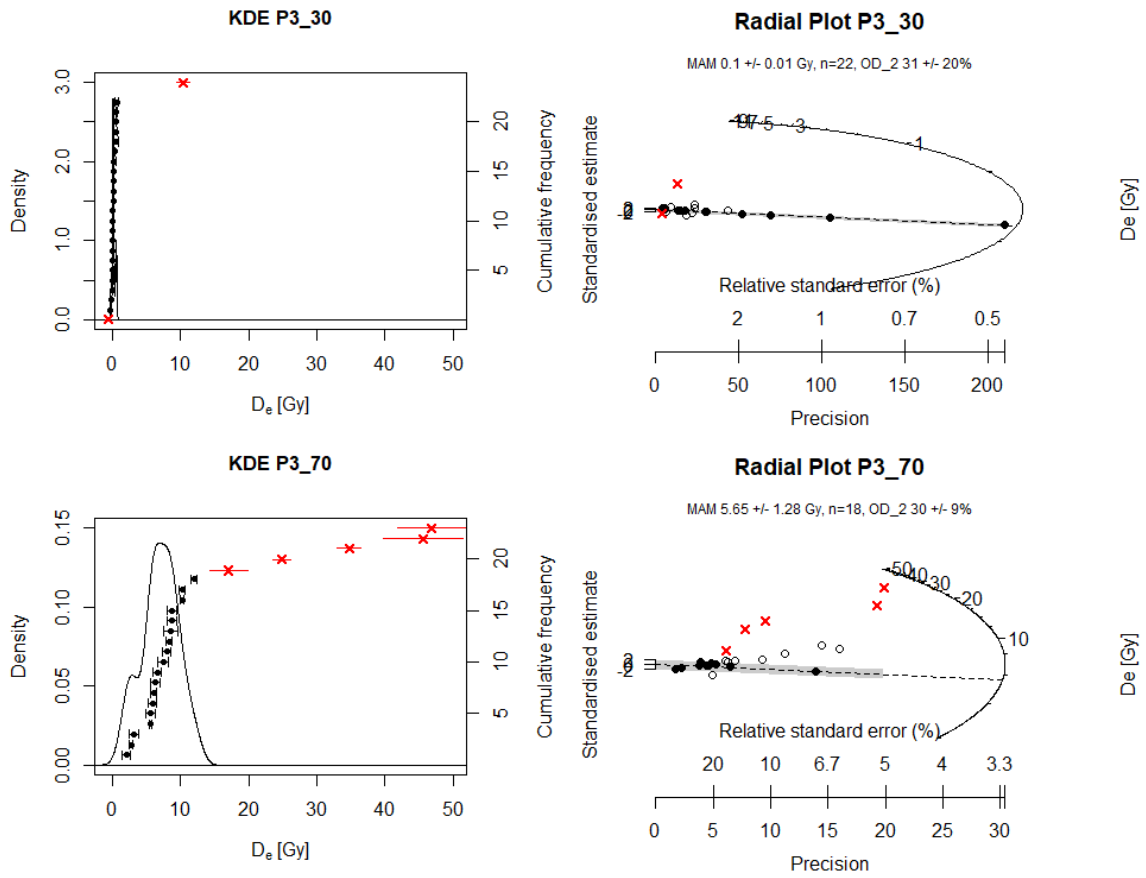 KDE P3_30
3.0
2.0
1.0
0.0
Density
20
15
10
5
Cumulative frequency
0 10 20 30 40 50
De [Gy]
Radial Plot P3_30
MAM 0.1 +/- 0.01 Gy, n=22, OD_2 31 +/- 20%
Standardised estimate
5
3
1
De [Gy]
Relative standard error (%)
2 1 0.7 0.5
0 50 100 150 200
Precision
KDE P3_70
0.15
0.10
0.05
0.00
Density
20
15
10
5
Cumulative frequency
0 10 20 30 40 50
De [Gy]
Radial Plot P3_70
MAM 5.65 +/- 1.28 Gy, n=18, OD_2 30 +/- 9%
Standardised estimate
50
40
30
20
10
De [Gy]
Relative standard error (%)
20 10 6.7 5 4 3.3
0 5 10 15 20 25 30
Precision